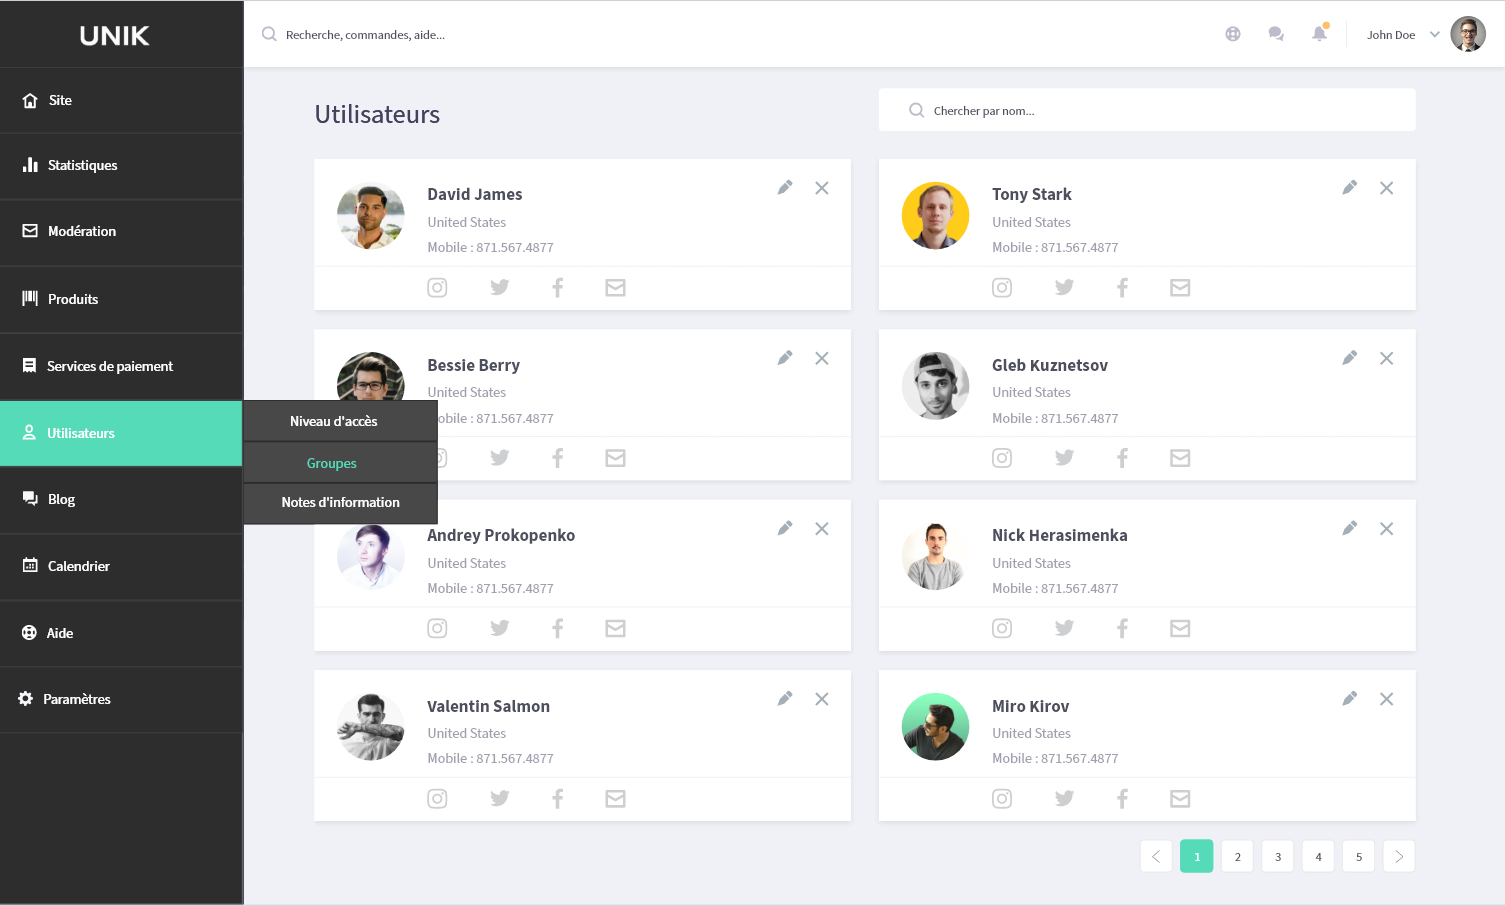 UNIK
Recherche, commandes, aide...
John Doe
Site
Statistiques
Modération
Produits
Services de paiement
Utilisateurs
Blog
Calendrier
Aide
Paramètres
Niveau d'accès
Groupes
Notes d'information
Utilisateurs
Chercher par nom...
David James
United States
Mobile : 871.567.4877
Tony Stark
United States
Mobile : 871.567.4877
Bessie Berry
United States
obile : 871.567.4877
Gleb Kuznetsov
United States
Mobile : 871.567.4877
Andrey Prokopenko
United States
Mobile : 871.567.4877
Nick Herasimenka
United States
Mobile : 871.567.4877
Valentin Salmon
United States
Mobile : 871.567.4877
Miro Kirov
United States
Mobile : 871.567.4877
1 2 3 4 5